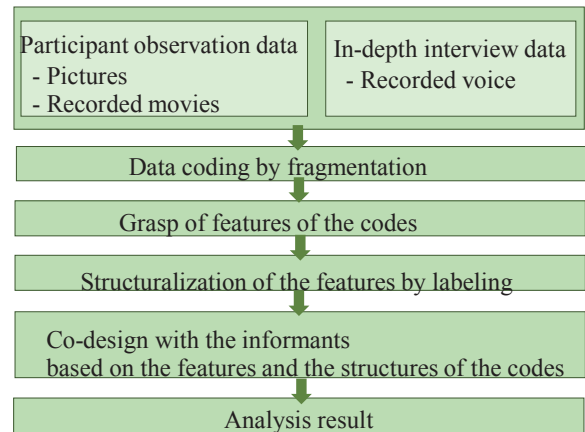 Participant observation data
- Pictures
- Recorded movies
In-depth interview data
- Recorded voice
Data coding by fragmentation
Grasp of features of the codes
Structuralization of the features by labeling
Co-design with the informants
based on the features and the structures of the codes
Analysis result